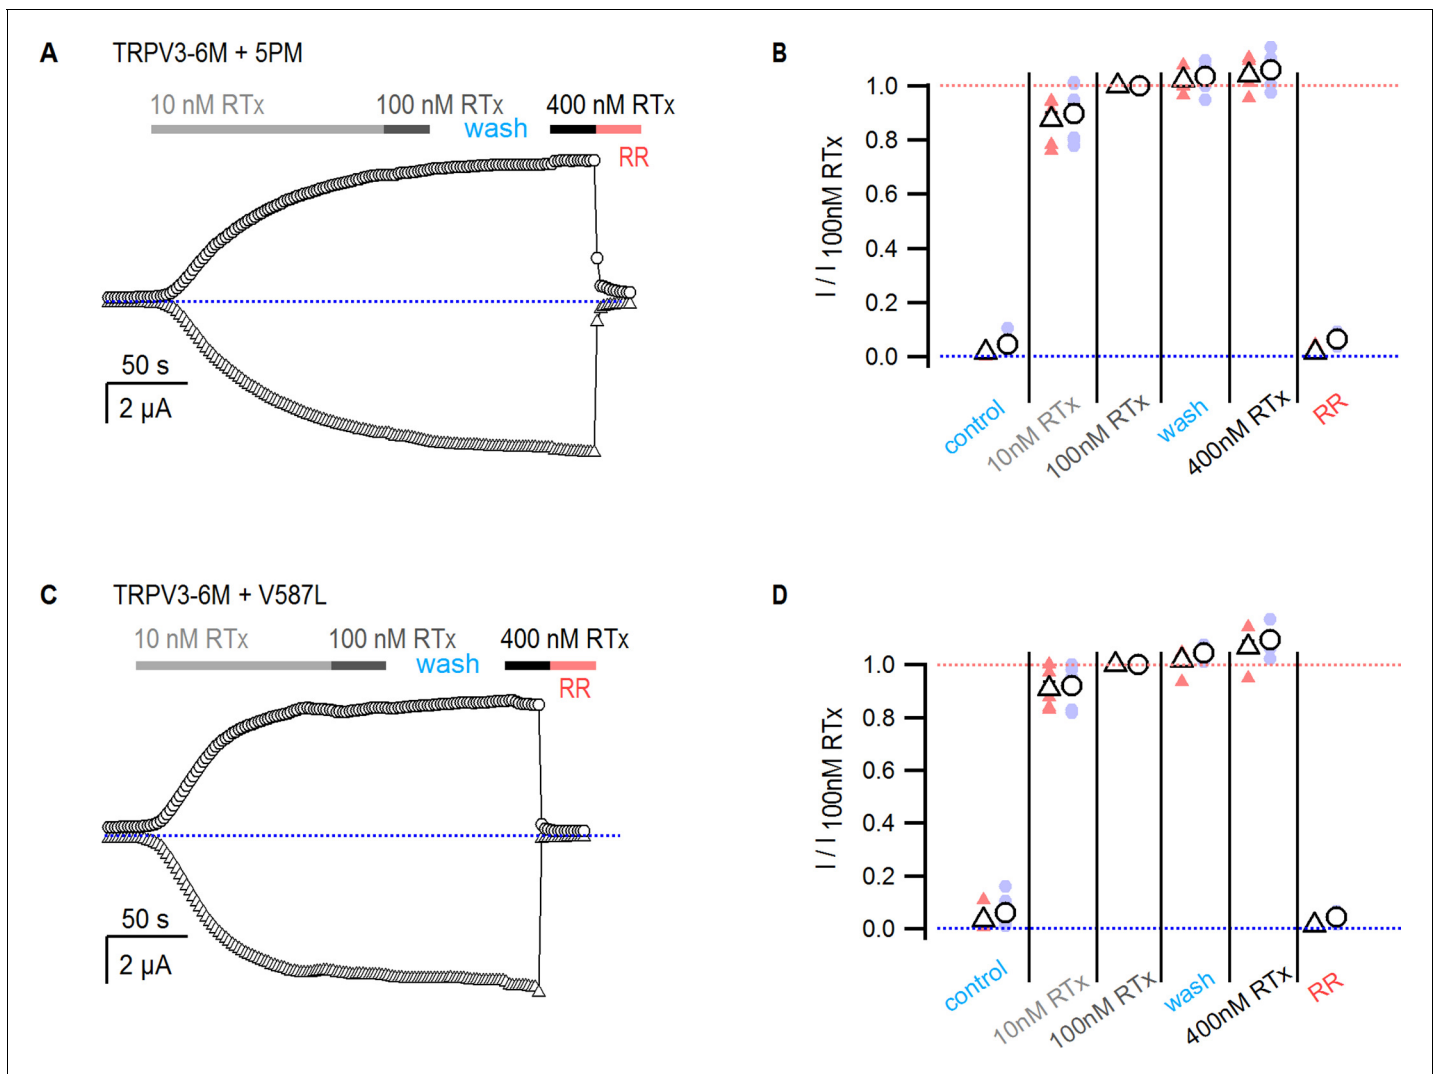 A TRPV3-6M + 5PM
10 nM RTx 100 nM RTx wash 400 nM RTx
RR
50 s
2 µA
B
I / I 100nM RTx
1.0
0.8
0.6
0.4
0.2
0.0
control 10nM RTx 100nM RTx wash 400nM RTx RR
C TRPV3-6M + V587L
10 nM RTx 100 nM RTx wash 400 nM RTx
RR
50 s
2 µA
D
I / I 100nM RTx
1.0
0.8
0.6
0.4
0.2
0.0
control 10nM RTx 100nM RTx wash 400nM RTx RR